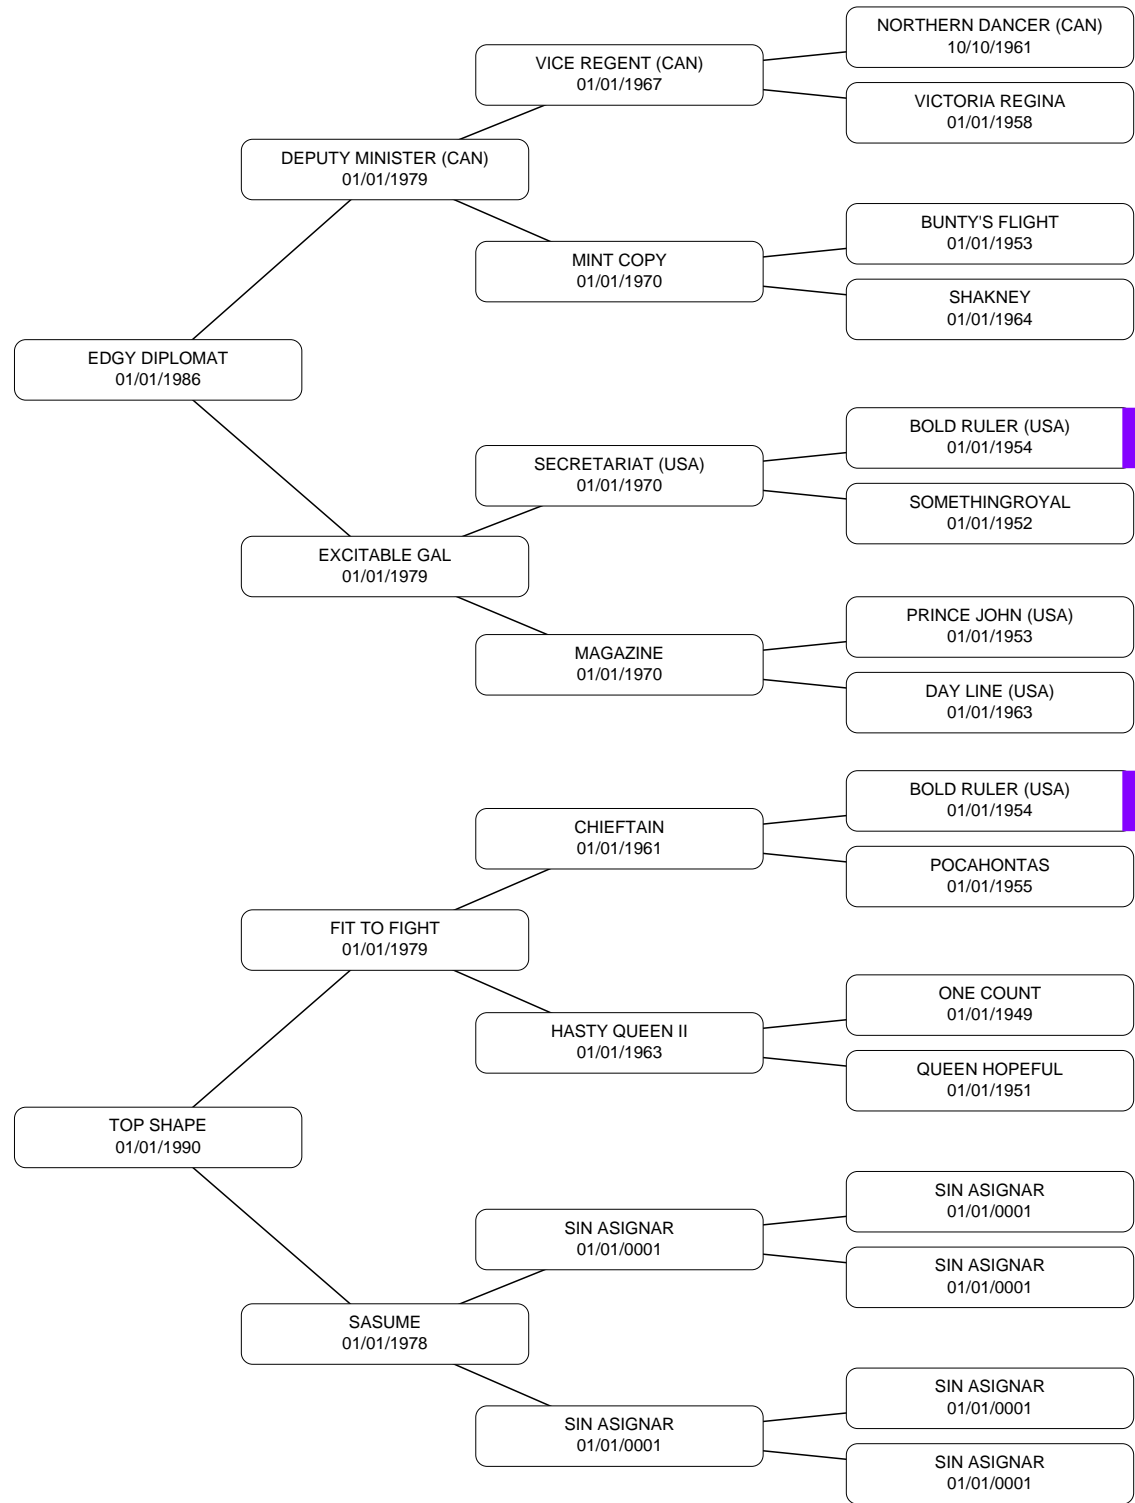 NORTHERN DANCER (CAN)
10/10/1961
VICE REGENT (CAN)
01/01/1967
VICTORIA REGINA
01/01/1958
DEPUTY MINISTER (CAN)
01/01/1979
BUNTY'S FLIGHT
01/01/1953
MINT COPY
01/01/1970
SHAKNEY
01/01/1964
EDGY DIPLOMAT
01/01/1986
BOLD RULER (USA)
01/01/1954
SECRETARIAT (USA)
01/01/1970
SOMETHINGROYAL
01/01/1952
EXCITABLE GAL
01/01/1979
PRINCE JOHN (USA)
01/01/1953
MAGAZINE
01/01/1970
DAY LINE (USA)
01/01/1963
BOLD RULER (USA)
01/01/1954
CHIEFTAIN
01/01/1961
POCAHONTAS
01/01/1955
FIT TO FIGHT
01/01/1979
ONE COUNT
01/01/1949
HASTY QUEEN II
01/01/1963
QUEEN HOPEFUL
01/01/1951
TOP SHAPE
01/01/1990
SIN ASIGNAR
01/01/0001
SIN ASIGNAR
01/01/0001
SIN ASIGNAR
01/01/0001
SASUME
01/01/1978
SIN ASIGNAR
01/01/0001
SIN ASIGNAR
01/01/0001
SIN ASIGNAR
01/01/0001